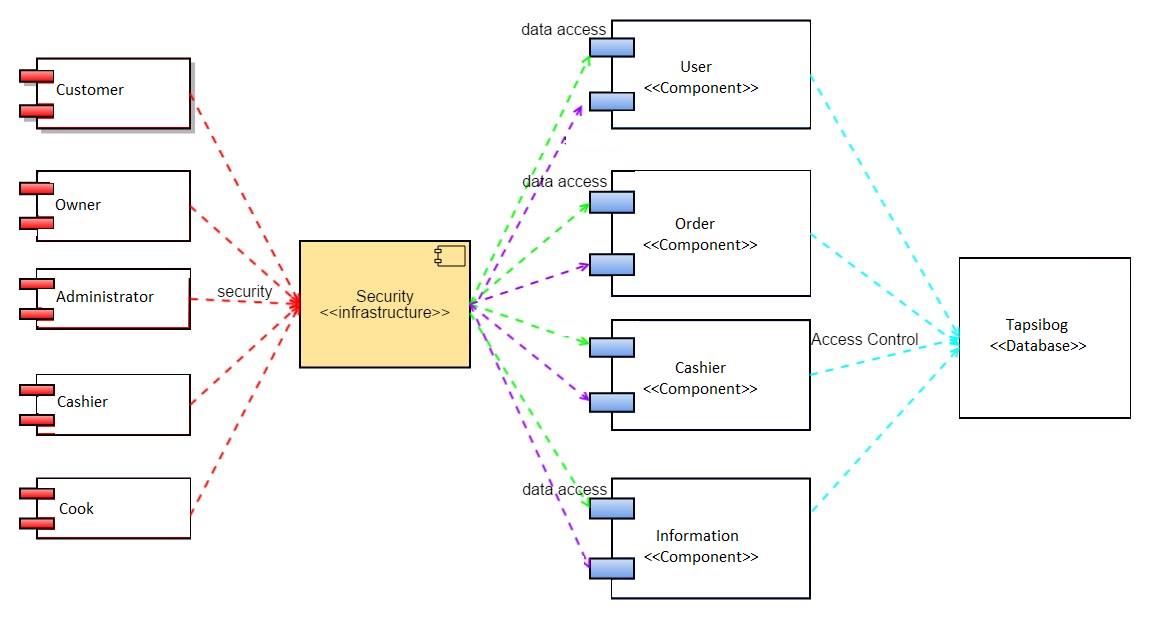 Customer
Owner
Administrator
Cashier
Cook
security
Security
<<infrastructure>>
data access
User
<<Component>>
data access
Order
<<Component>>
Cashier
<<Component>>
data access
Information
<<Component>>
Access Control
Tapsibog
<<Database>>